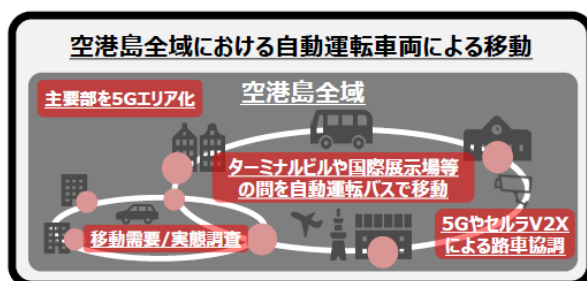 空港島全域における自動運転車両による移動
主要部を5Gエリア化
空港島全域
ターミナルビルや国際展示場等
の間を自動運転バスで移動
移動需要/実態調査
5GやセルラV2X
による路車協調